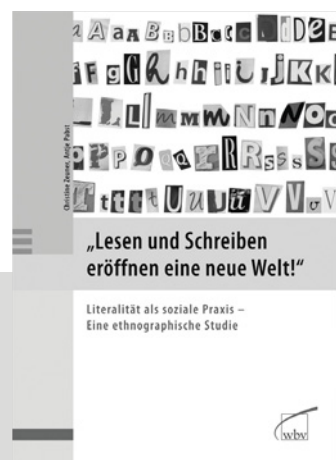 A A a A B B b B c C D I D e E
F F g G h h i i J J K K
L L I m m M N N N O O
P P O Q R R S s s S S
t t t t U U u ü V V v
Christine Zeuner, Antje Pabst
„Lesen und Schreiben
eröffnen eine neue Welt!“
Literalität als soziale Praxis –
Eine ethnographische Studie
wbv